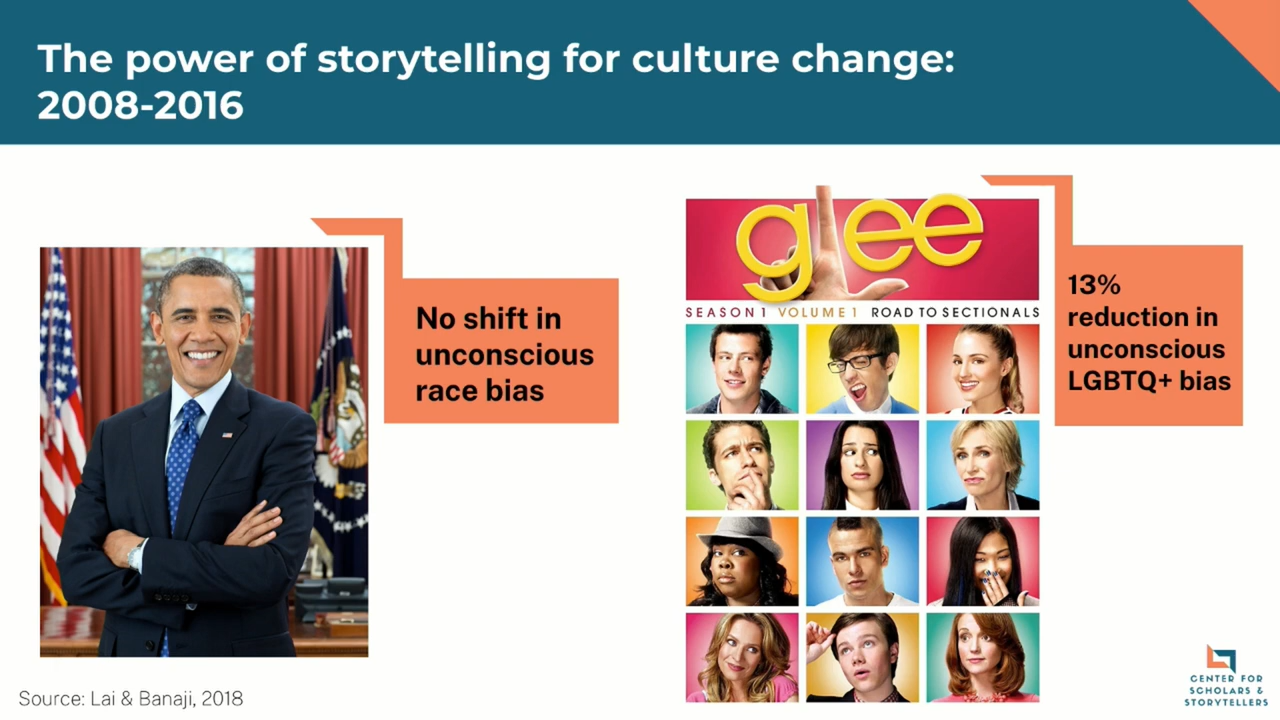 The power of storytelling for culture change:
2008-2016
No shift in
unconscious
race bias
glee
SEASON 1 VOLUME 1 ROAD TO SECTIONALS
13%
reduction in
unconscious
LGBTQ+ bias
Source: Lai & Banaji, 2018
CENTER FOR
SCHOLARS &
STORYTELLERS